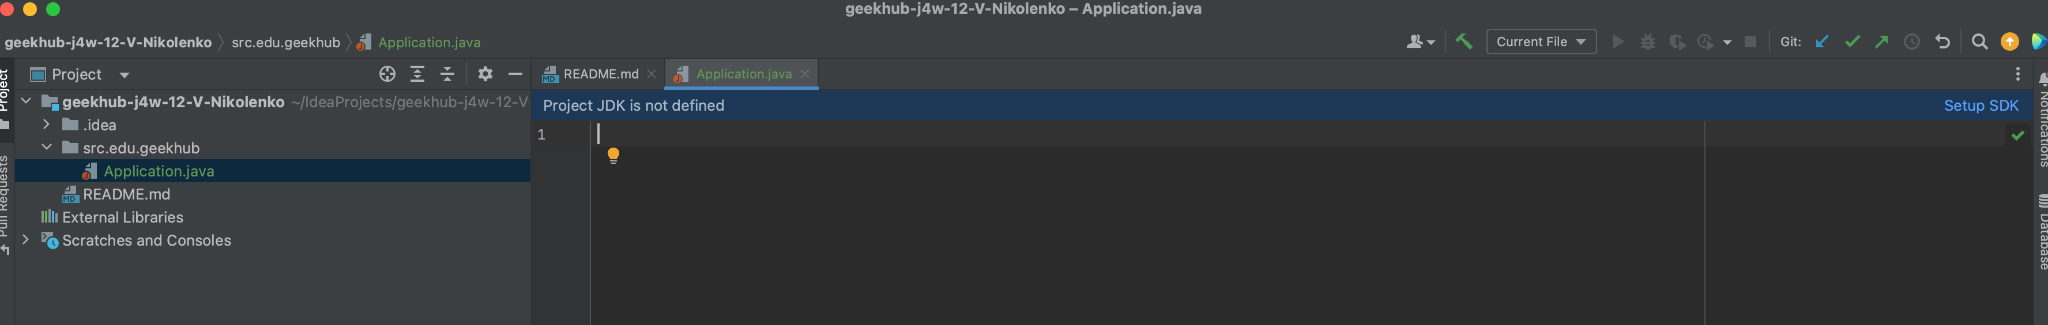 geekhub-j4w-12-V-Nikolenko – Application.java
geekhub-j4w-12-V-Nikolenko src.edu.geekhub Application.java Current File Git:
Project
README.md Application.java
geekhub-j4w-12-V-Nikolenko ~/IdeaProjects/geekhub-j4w-12-V-
Project JDK is not defined Setup SDK
.idea
1
src.edu.geekhub
Application.java
README.md
External Libraries
Scratches and Consoles
Project
Pull Requests
Notifications
Database